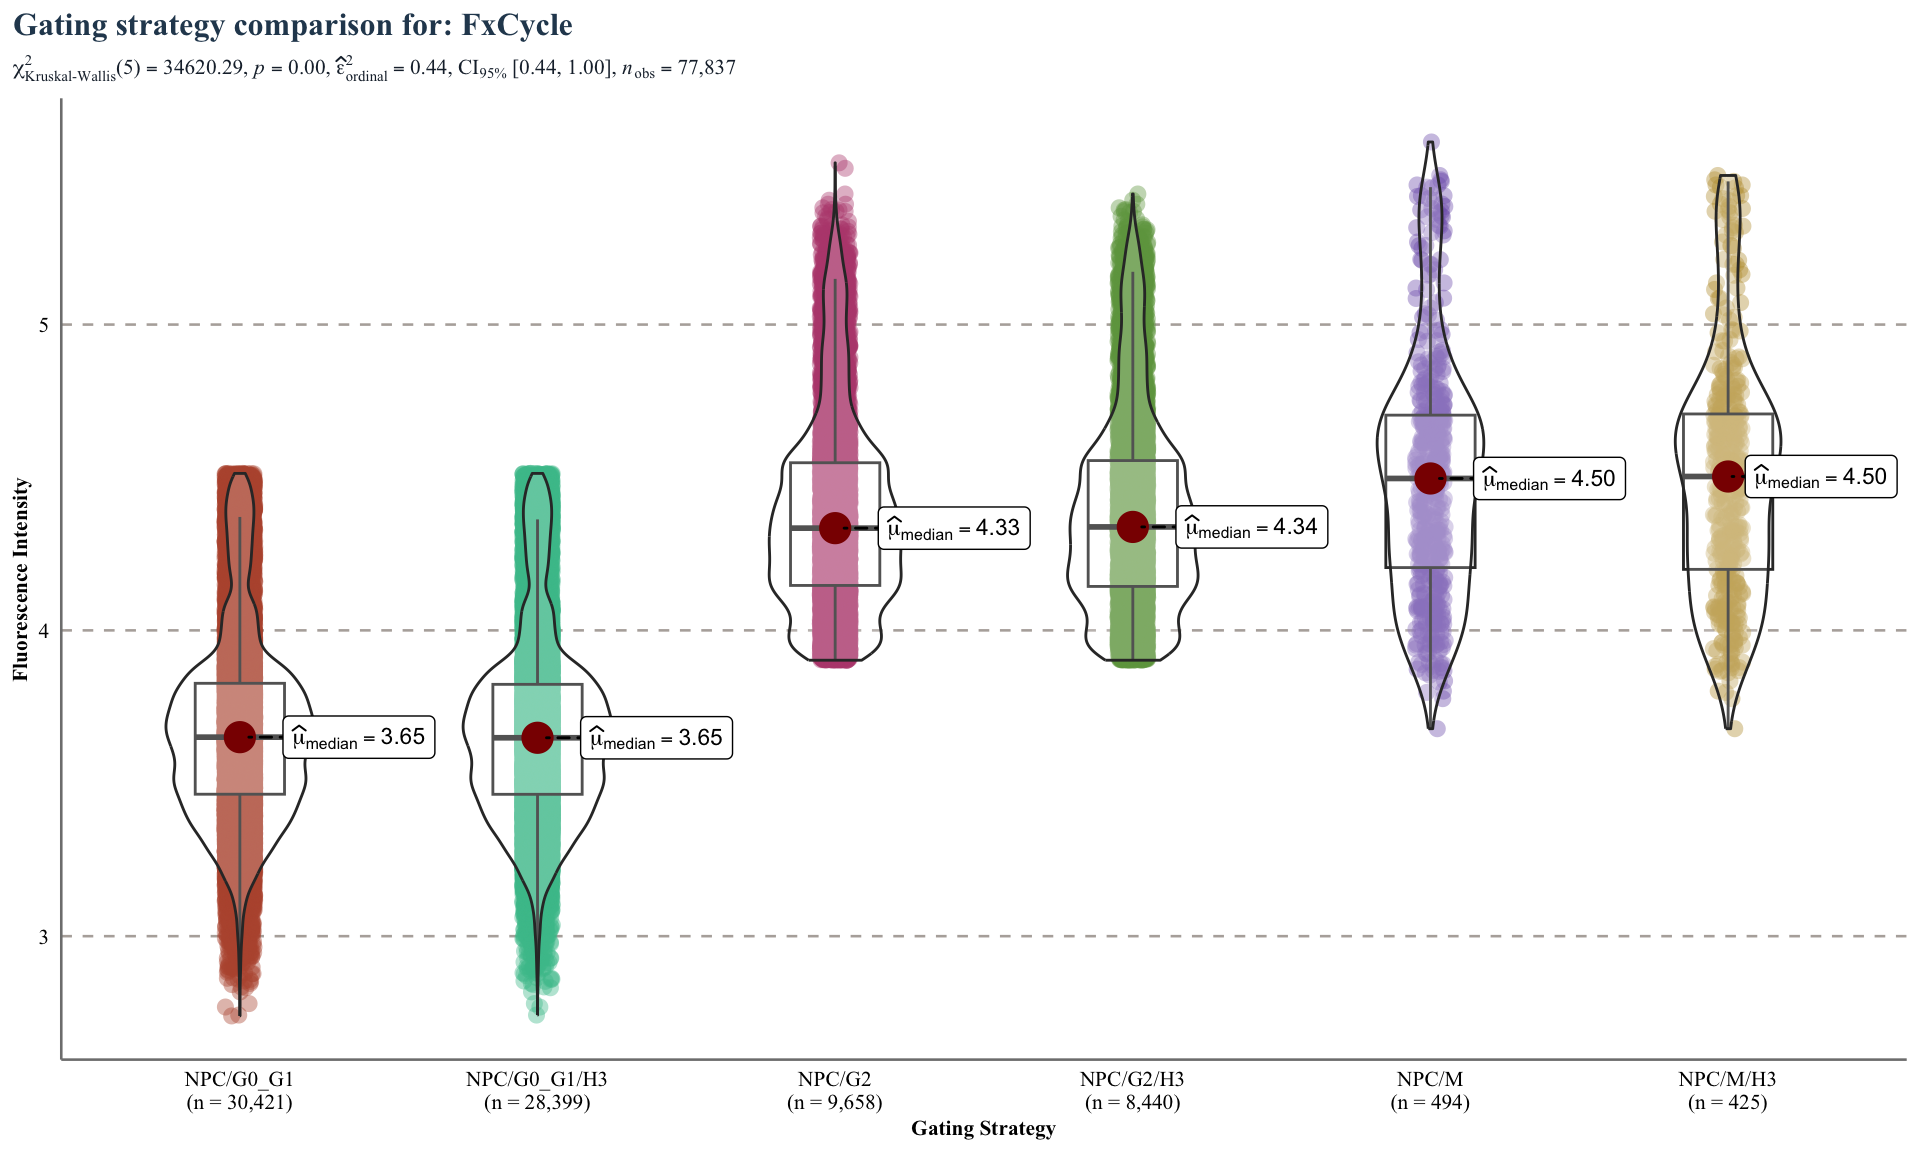 Gating strategy comparison for: FxCycle
χ²Kruskal-Wallis(5) = 34620.29, p = 0.00, ε̂²ordinal = 0.44, CI95% [0.44, 1.00], nobs = 77,837
Fluorescence Intensity
5
4
3
μ̂median = 3.65
μ̂median = 3.65
μ̂median = 4.33
μ̂median = 4.34
μ̂median = 4.50
μ̂median = 4.50
NPC/G0_G1
(n = 30,421)
NPC/G0_G1/H3
(n = 28,399)
NPC/G2
(n = 9,658)
NPC/G2/H3
(n = 8,440)
NPC/M
(n = 494)
NPC/M/H3
(n = 425)
Gating Strategy